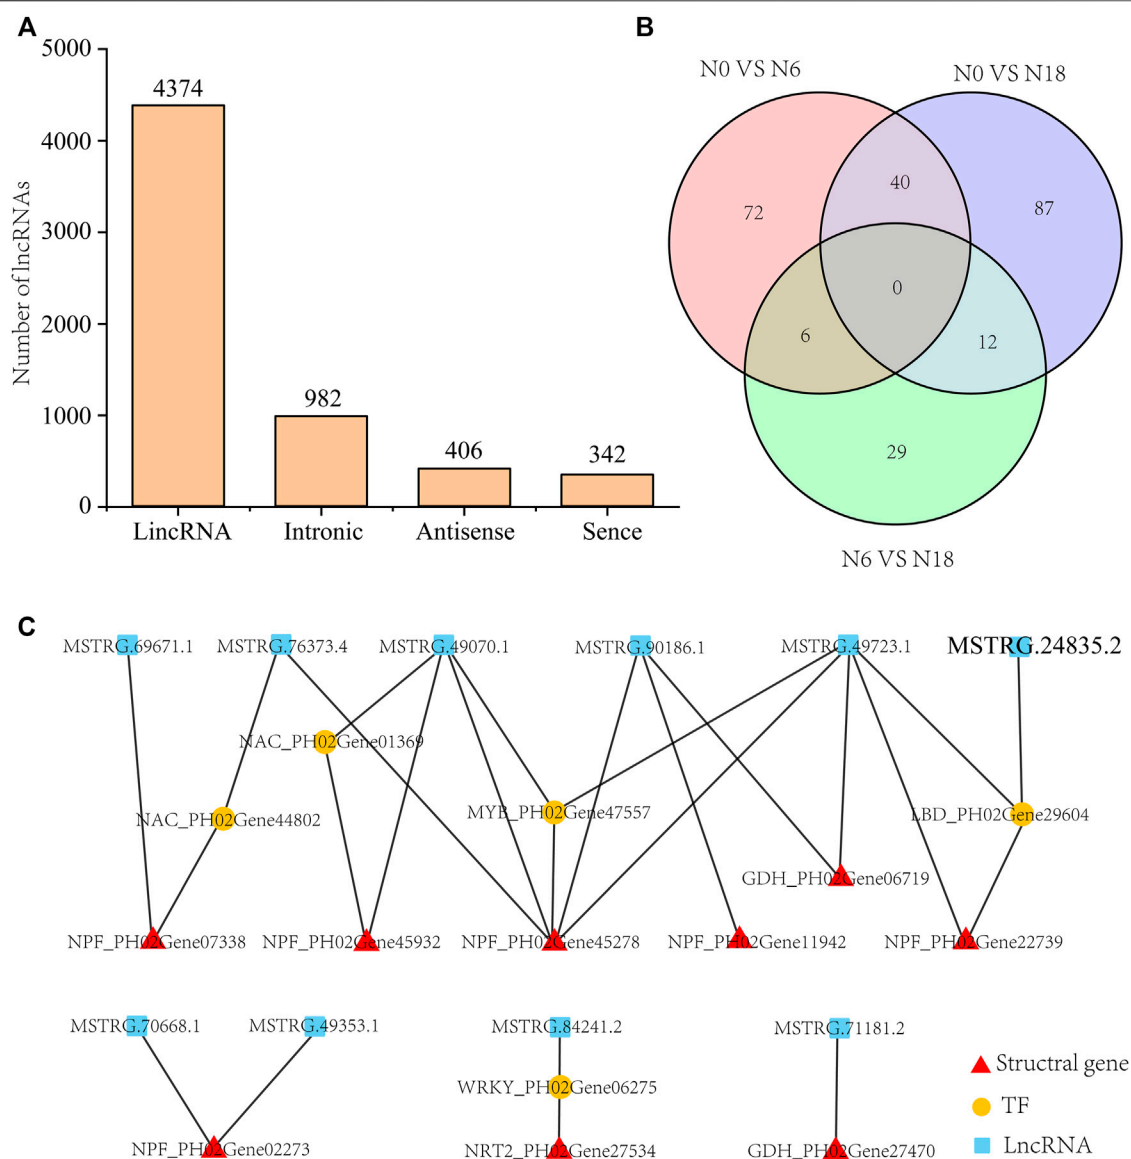 A
B
5000
4000
3000
2000
1000
0
Number of lncRNAs
4374
982
406
342
LincRNA
Intronic
Antisense
Sence
N0 VS N6
N0 VS N18
40
72
87
0
6
12
29
N6 VS N18
C
MSTRG.69671.1
MSTRG.76373.4
MSTRG.49070.1
MSTRG.90186.1
MSTRG.49723.1
MSTRG.24835.2
NAC_PH02Gene01369
NAC_PH02Gene44802
MYB_PH02Gene47557
LBD_PH02Gene29604
GDH_PH02Gene06719
NPF_PH02Gene07338
NPF_PH02Gene45932
NPF_PH02Gene45278
NPF_PH02Gene11942
NPF_PH02Gene22739
MSTRG.70668.1
MSTRG.49353.1
MSTRG.84241.2
MSTRG.71181.2
WRKY_PH02Gene06275
NPF_PH02Gene02273
NRT2_PH02Gene27534
GDH_PH02Gene27470
Structral gene
TF
LncRNA